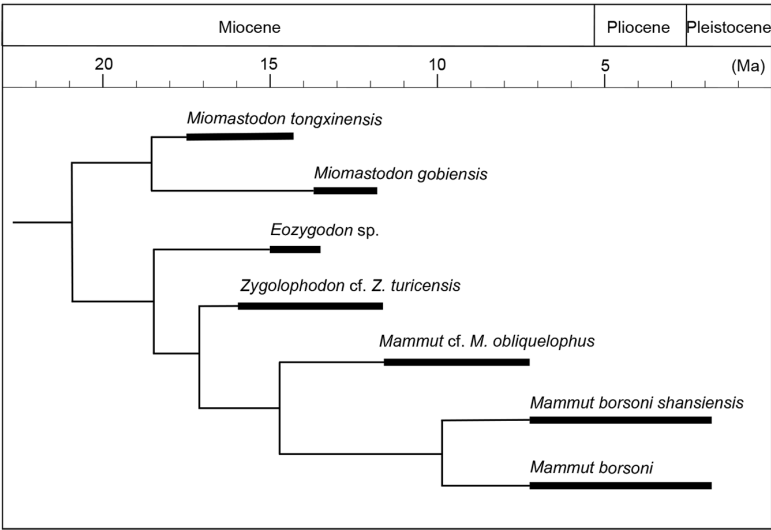 Miocene Pliocene Pleistocene
20 15 10 5 (Ma)
Miomastodon tongxinensis
Miomastodon gobiensis
Eozygodon sp.
Zygolophodon cf. Z. turicensis
Mammut cf. M. obliquelophus
Mammut borsoni shansiensis
Mammut borsoni